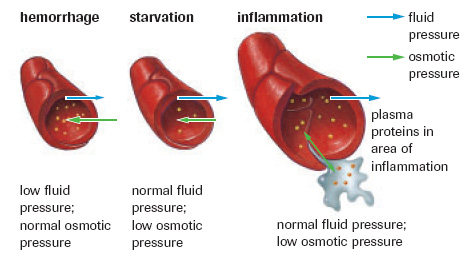 hemorrhage
starvation
inflammation
fluid
pressure
osmotic
pressure
plasma
proteins in
area of
inflammation
low fluid
pressure;
normal osmotic
pressure
normal fluid
pressure;
low osmotic
pressure
normal fluid pressure;
low osmotic pressure